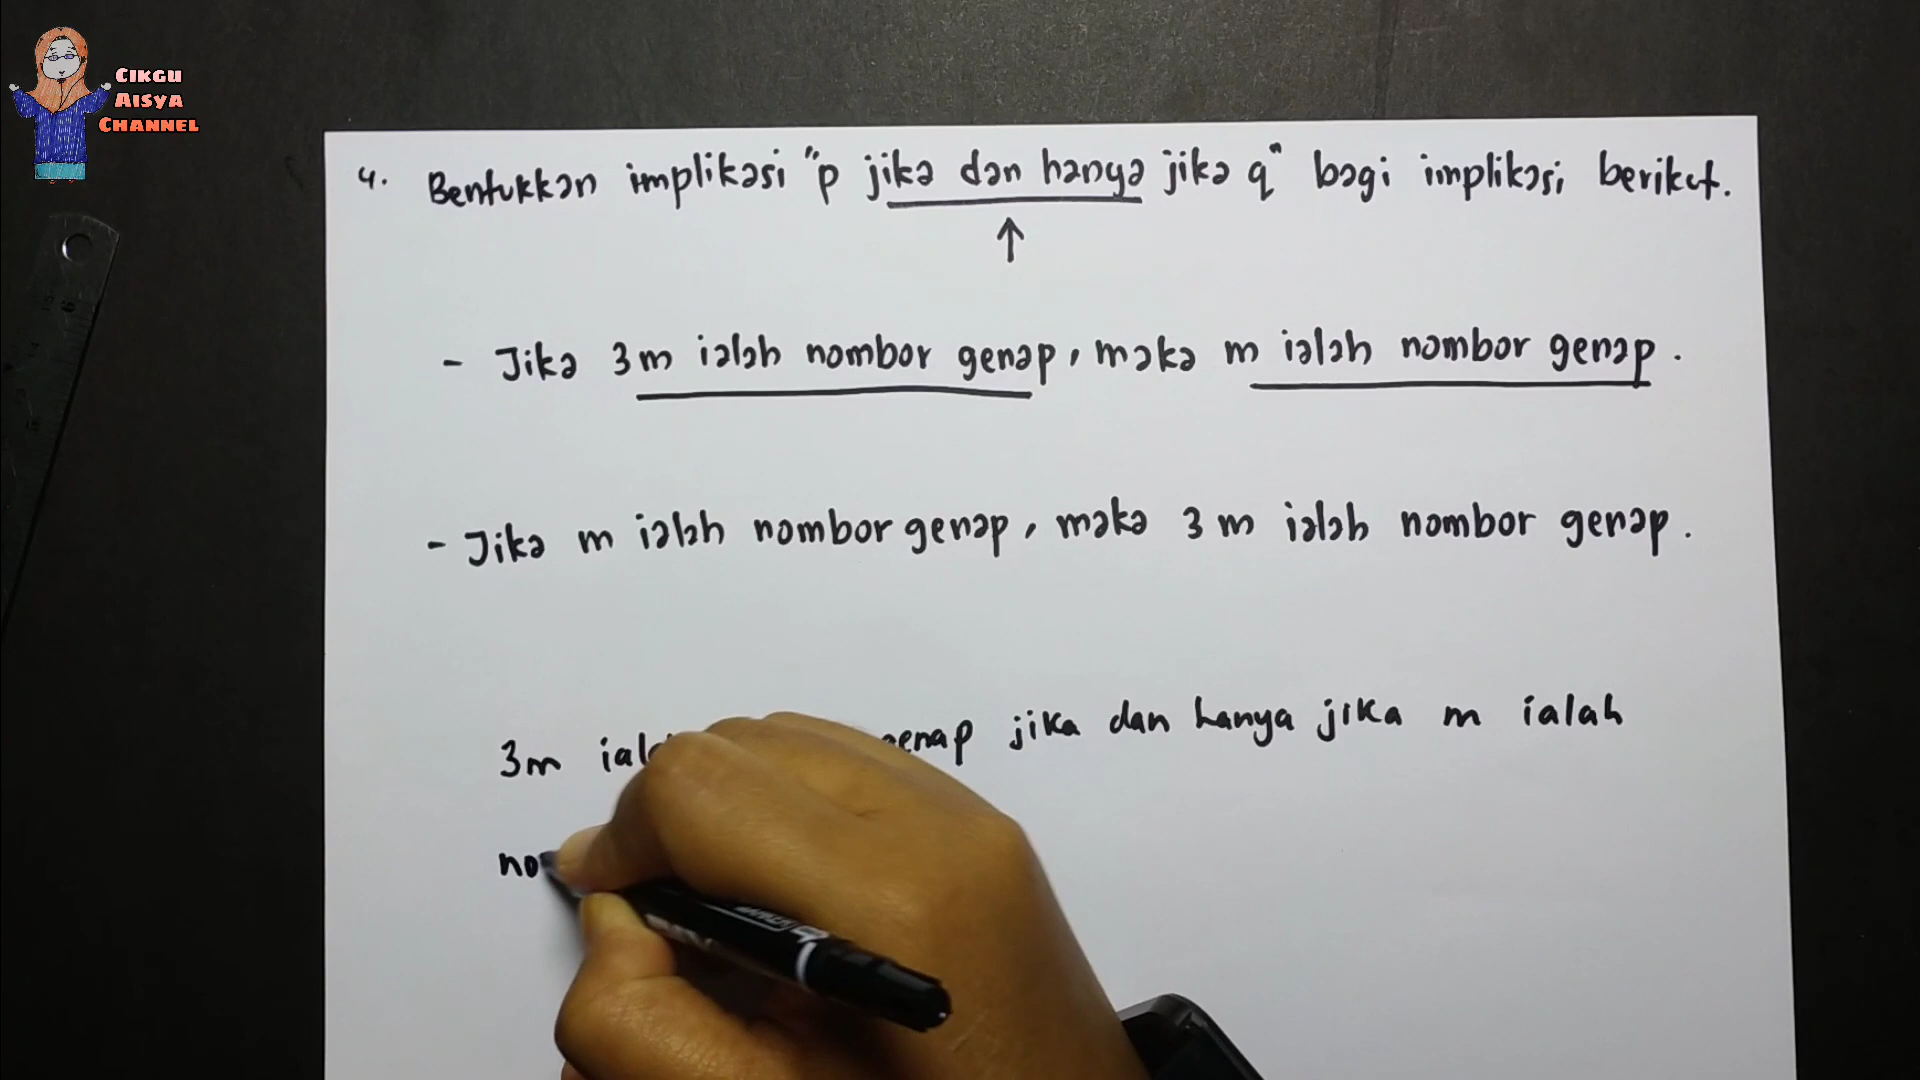 Cikgu
Aisya
Channel
4. Bentukkan implikasi "p jika dan hanya jika q" bagi implikasi berikut.
- Jika 3m ialah nombor genap, maka m ialah nombor genap.
- Jika m ialah nombor genap, maka 3m ialah nombor genap.
3m genap jika dan hanya jika m ialah